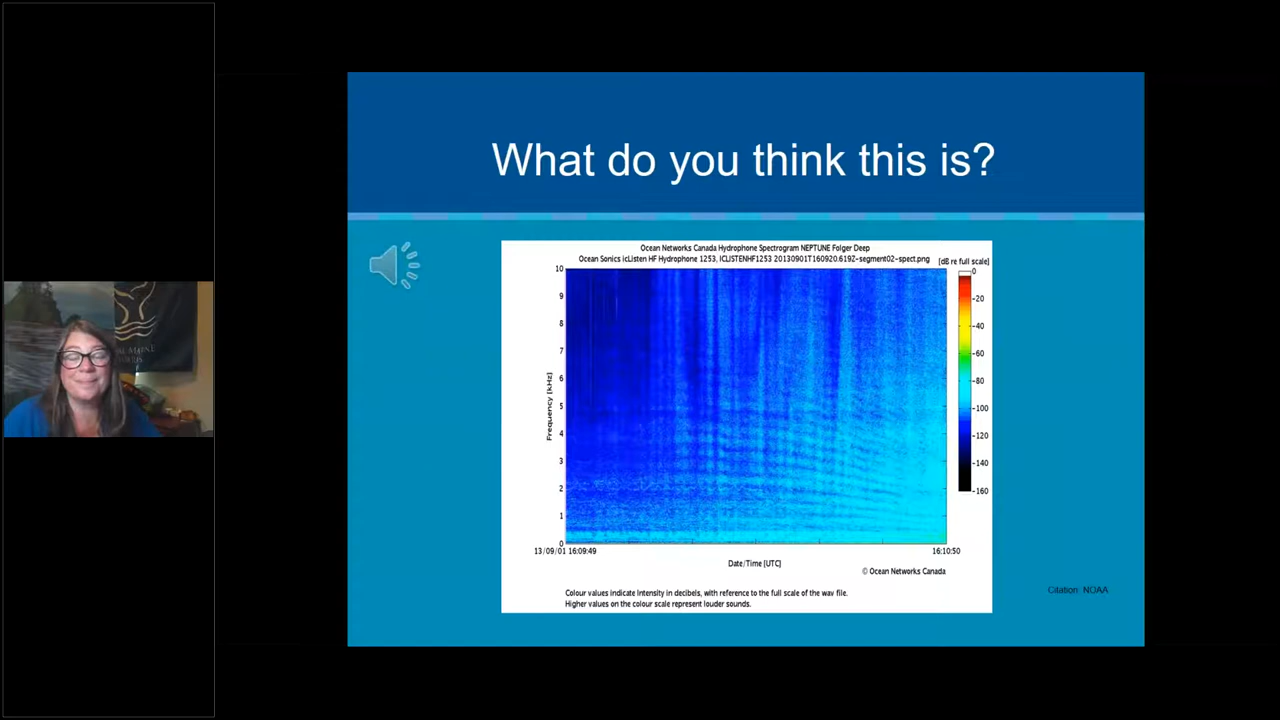 What do you think this is?
Ocean Networks Canada Hydrophone Spectrogram NEPTUNE Folger Deep
Ocean Sonics icListen HF Hydrophone 1253, ICLISTENHF1253 20130901T160920.619Z-segment02-spect.png
[dB re full scale]
10
9
8
7
6
5
4
3
2
1
0
Frequency [kHz]
0
-20
-40
-60
-80
-100
-120
-140
-160
13/09/01 16:09:49
16:10:50
Date/Time [UTC]
© Ocean Networks Canada
Colour values indicate Intensity in decibels, with reference to the full scale of the wav file.
Higher values on the colour scale represent louder sounds.
Citation: NOAA